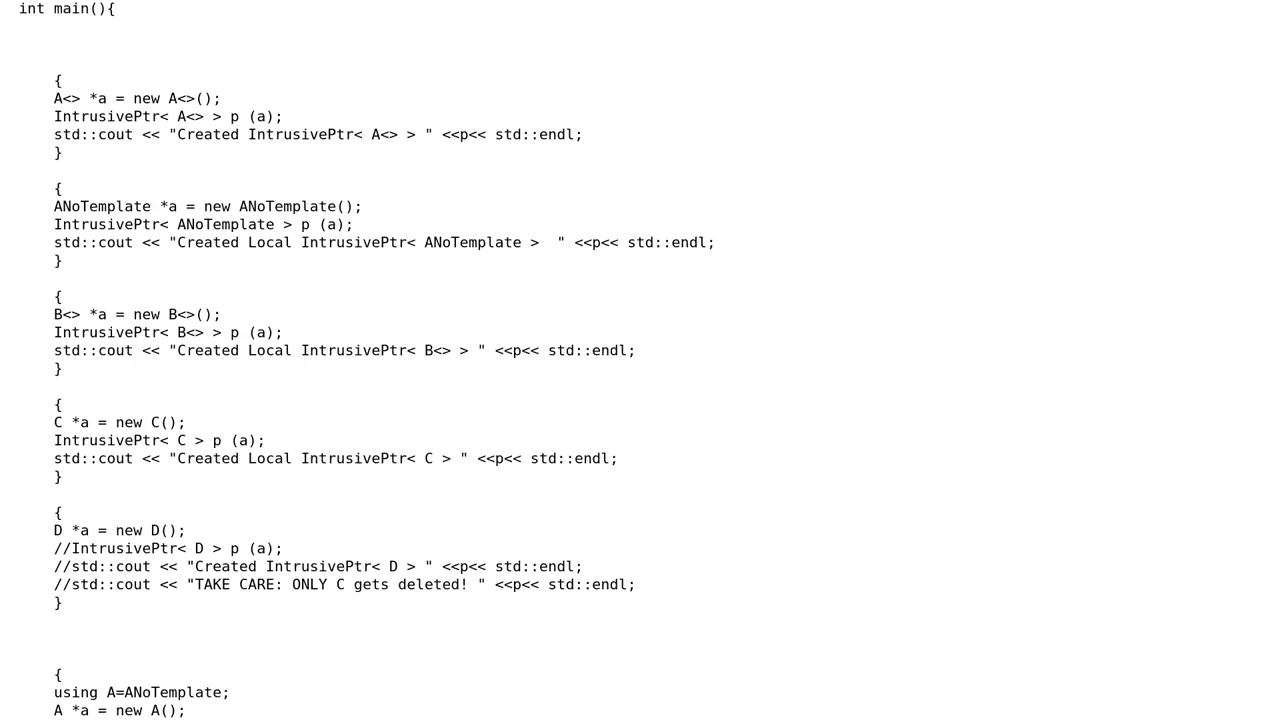 int main(){
{
A<> *a = new A<>();
IntrusivePtr< A<> > p (a);
std::cout << "Created IntrusivePtr< A<> > " <<p<< std::endl;
}
{
ANoTemplate *a = new ANoTemplate();
IntrusivePtr< ANoTemplate > p (a);
std::cout << "Created Local IntrusivePtr< ANoTemplate >  " <<p<< std::endl;
}
{
B<> *a = new B<>();
IntrusivePtr< B<> > p (a);
std::cout << "Created Local IntrusivePtr< B<> > " <<p<< std::endl;
}
{
C *a = new C();
IntrusivePtr< C > p (a);
std::cout << "Created Local IntrusivePtr< C > " <<p<< std::endl;
}
{
D *a = new D();
//IntrusivePtr< D > p (a);
//std::cout << "Created IntrusivePtr< D > " <<p<< std::endl;
//std::cout << "TAKE CARE: ONLY C gets deleted! " <<p<< std::endl;
}
{
using A=ANoTemplate;
A *a = new A();